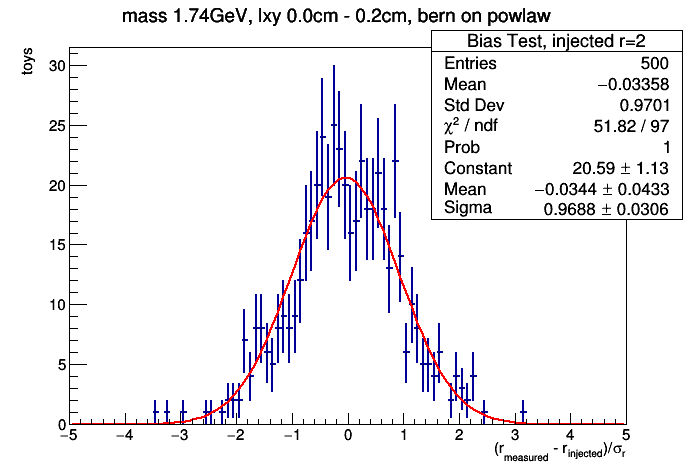 mass 1.74GeV, lxy 0.0cm - 0.2cm, bern on powlaw
Bias Test, injected r=2
Entries 500
Mean −0.03358
Std Dev 0.9701
χ² / ndf 51.82 / 97
Prob 1
Constant 20.59 ± 1.13
Mean −0.0344 ± 0.0433
Sigma 0.9688 ± 0.0306
toys
30
25
20
15
10
5
0
−5 −4 −3 −2 −1 0 1 2 3 4 5
(r_measured - r_injected)/σ_r